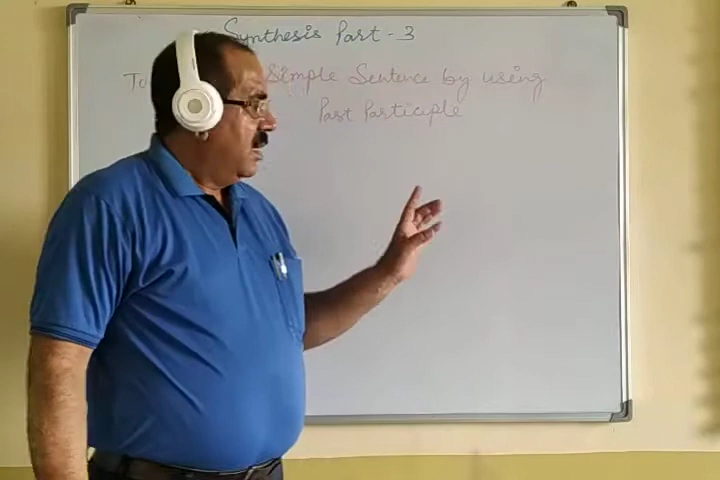 Synthesis Part - 3
To Simple Sentence by using
Past Participle